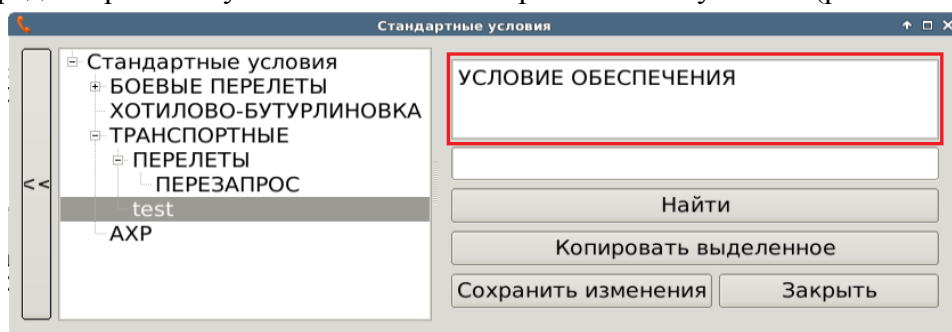 Стандартные условия
<<
Стандартные условия
БОЕВЫЕ ПЕРЕЛЕТЫ
ХОТИЛОВО-БУТУРЛИНОВКА
ТРАНСПОРТНЫЕ
ПЕРЕЛЕТЫ
ПЕРЕЗАПРОС
test
АХР
УСЛОВИЕ ОБЕСПЕЧЕНИЯ
Найти
Копировать выделенное
Сохранить изменения
Закрыть